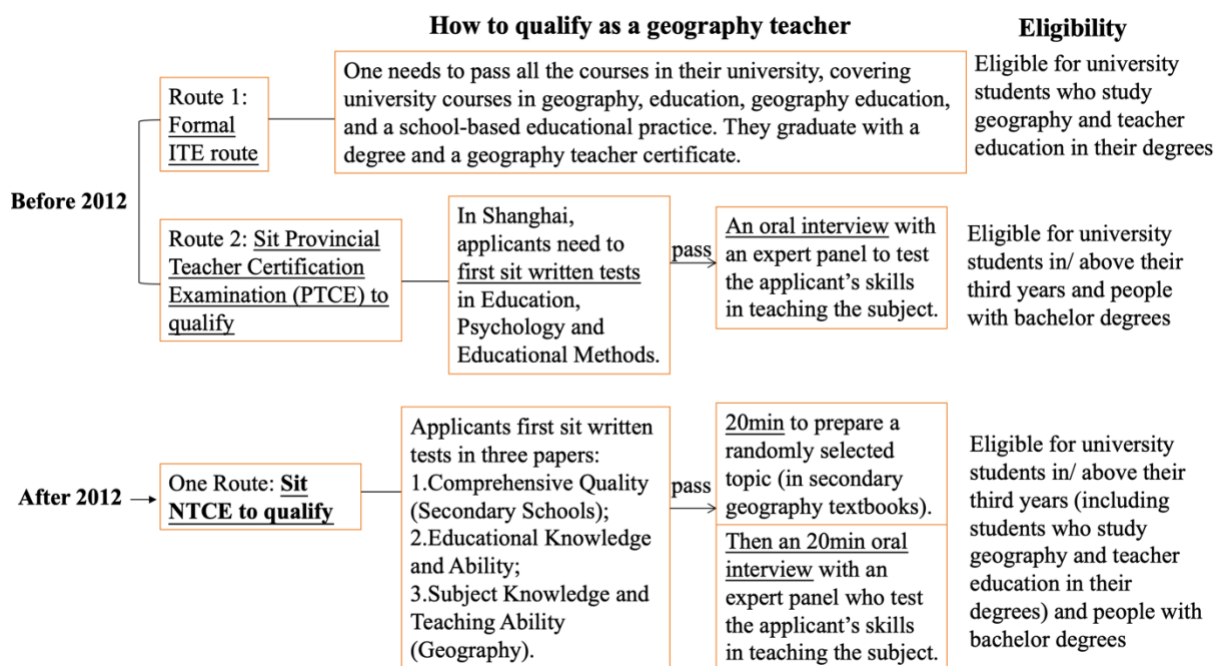 How to qualify as a geography teacher
Eligibility
Before 2012
Route 1:
Formal
ITE route
One needs to pass all the courses in their university, covering
university courses in geography, education, geography education,
and a school-based educational practice. They graduate with a
degree and a geography teacher certificate.
Eligible for university
students who study
geography and teacher
education in their degrees
Route 2: Sit Provincial
Teacher Certification
Examination (PTCE) to
qualify
In Shanghai,
applicants need to
first sit written tests
in Education,
Psychology and
Educational Methods.
pass
An oral interview with
an expert panel to test
the applicant’s skills
in teaching the subject.
Eligible for university
students in/ above their
third years and people
with bachelor degrees
After 2012
One Route: Sit
NTCE to qualify
Applicants first sit written
tests in three papers:
1.Comprehensive Quality
(Secondary Schools);
2.Educational Knowledge
and Ability;
3.Subject Knowledge and
Teaching Ability
(Geography).
pass
20min to prepare a
randomly selected
topic (in secondary
geography textbooks).
Then an 20min oral
interview with an
expert panel who test
the applicant’s skills
in teaching the subject.
Eligible for university
students in/ above their
third years (including
students who study
geography and teacher
education in their
degrees) and people with
bachelor degrees